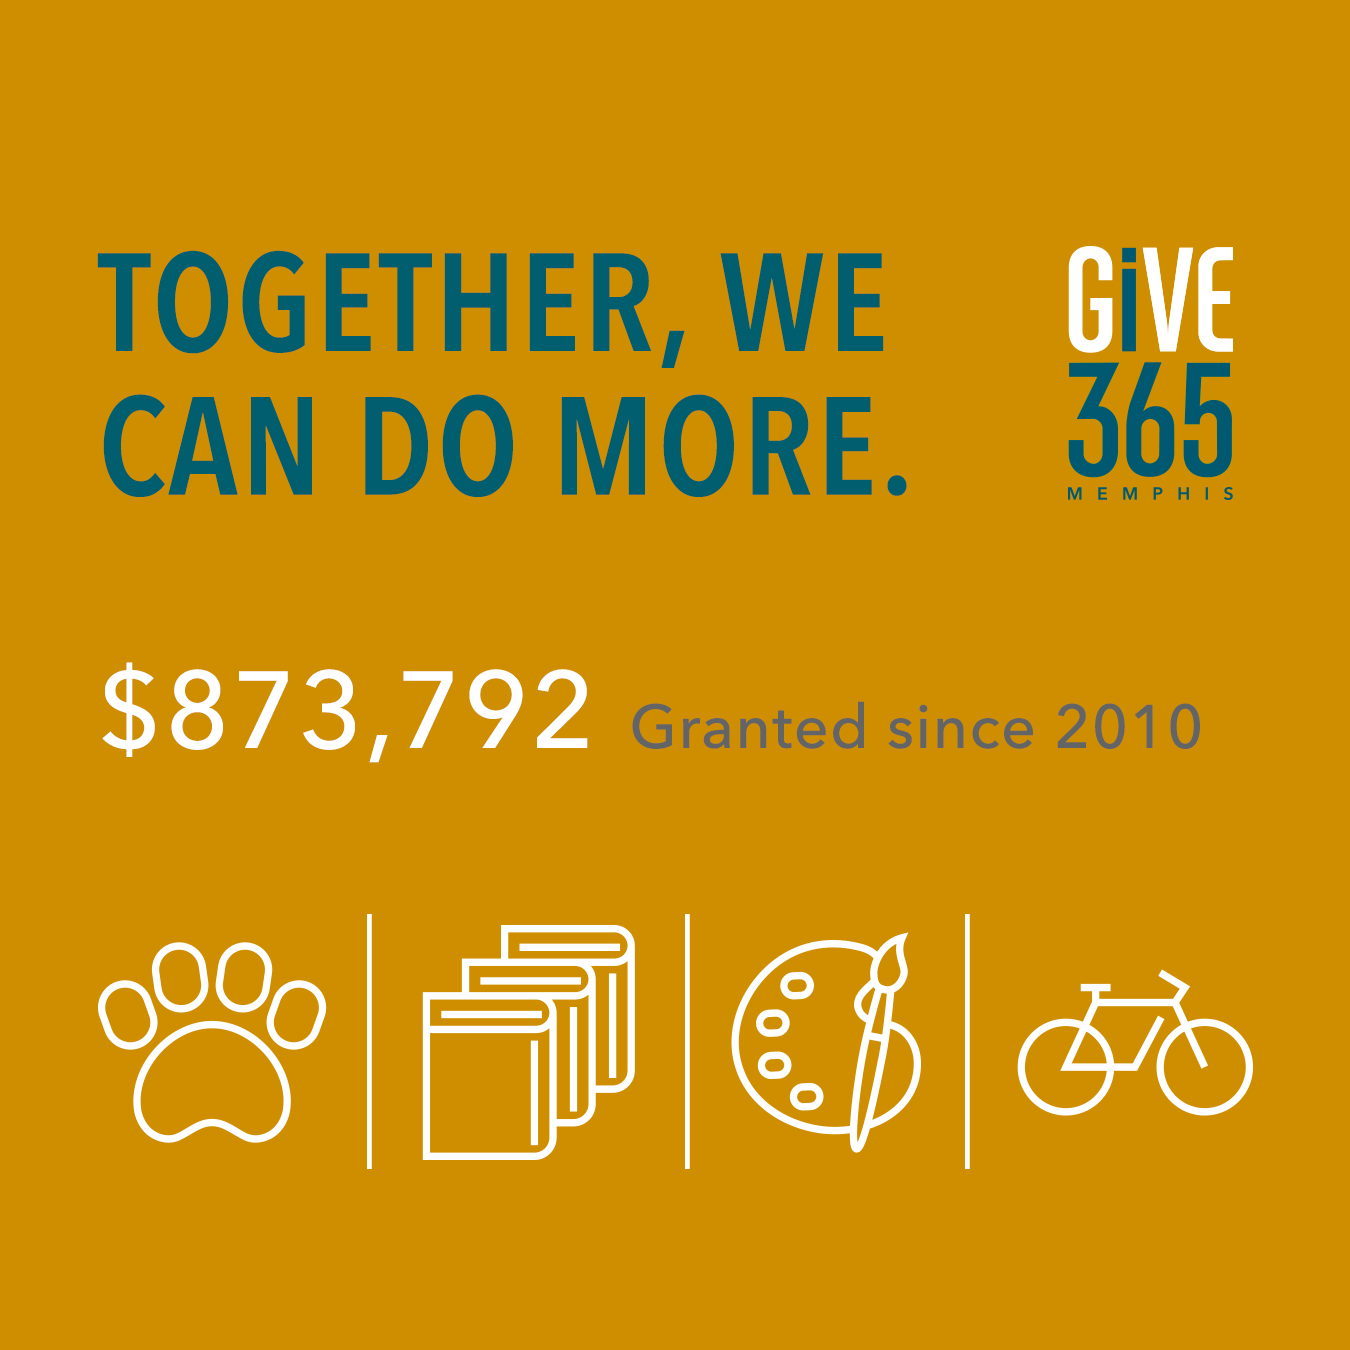 TOGETHER, WE
CAN DO MORE.
GiVE
365
MEMPHIS
$873,792 Granted since 2010